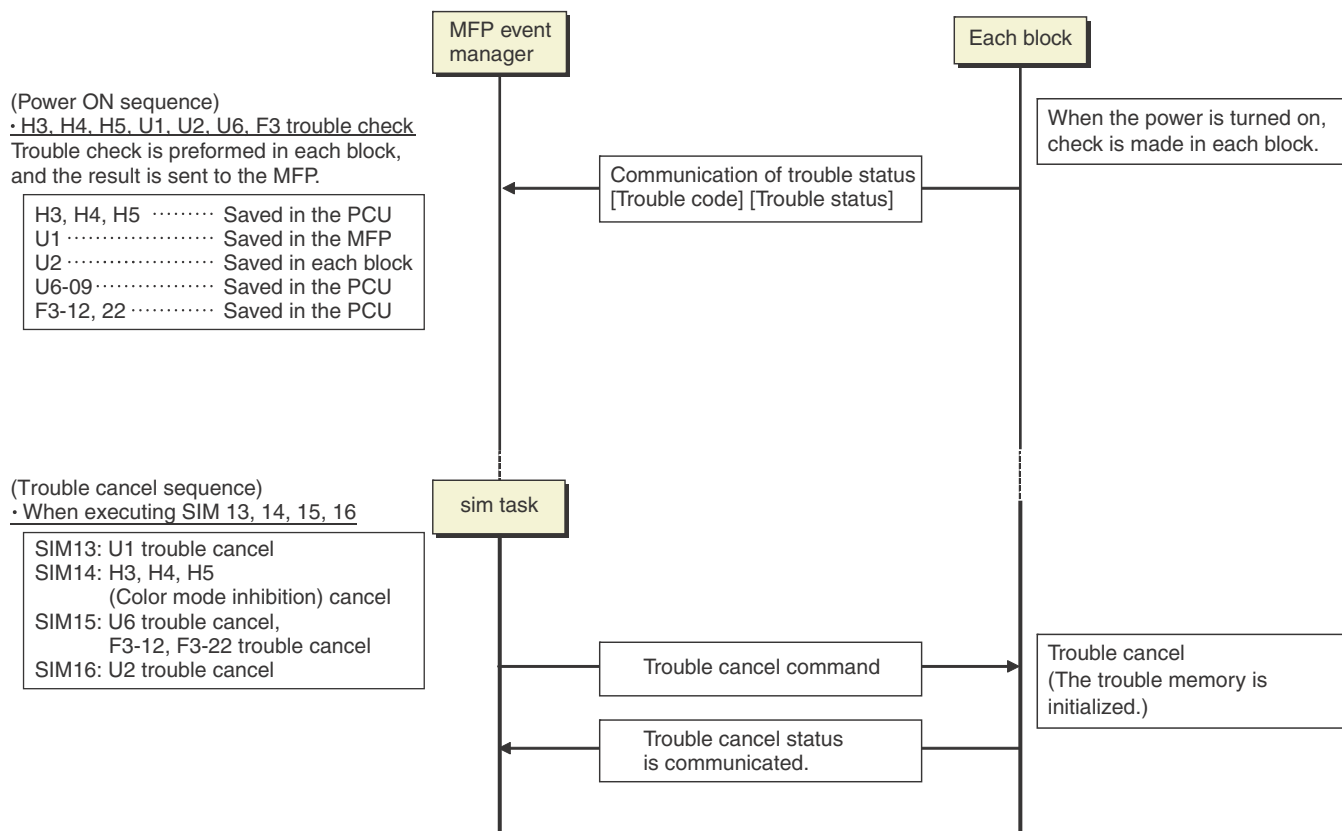 MFP event
manager
Each block
(Power ON sequence)
・H3, H4, H5, U1, U2, U6, F3 trouble check
Trouble check is preformed in each block,
and the result is sent to the MFP.
When the power is turned on,
check is made in each block.
Communication of trouble status
[Trouble code] [Trouble status]
H3, H4, H5 ········· Saved in the PCU
U1 ····················· Saved in the MFP
U2 ····················· Saved in each block
U6-09················· Saved in the PCU
F3-12, 22 ············ Saved in the PCU
(Trouble cancel sequence)
・When executing SIM 13, 14, 15, 16
sim task
SIM13: U1 trouble cancel
SIM14: H3, H4, H5
(Color mode inhibition) cancel
SIM15: U6 trouble cancel,
F3-12, F3-22 trouble cancel
SIM16: U2 trouble cancel
Trouble cancel command
Trouble cancel
(The trouble memory is
initialized.)
Trouble cancel status
is communicated.